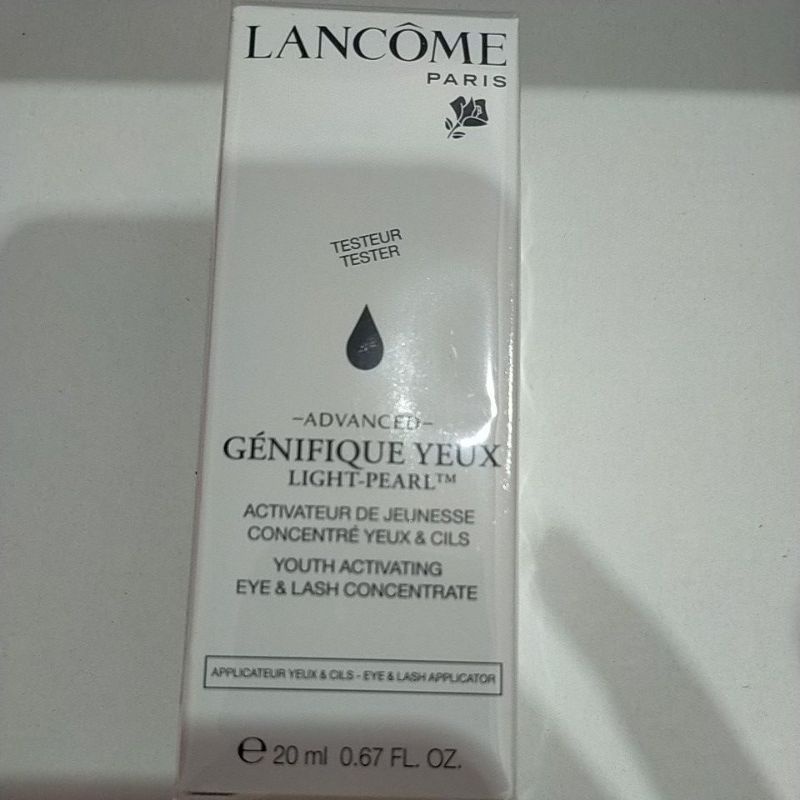 LANCÔME
PARIS
TESTEUR
TESTER
–ADVANCED–
GÉNIFIQUE YEUX
LIGHT-PEARL™
ACTIVATEUR DE JEUNESSE
CONCENTRÉ YEUX & CILS
YOUTH ACTIVATING
EYE & LASH CONCENTRATE
APPLICATEUR YEUX & CILS - EYE & LASH APPLICATOR
℮ 20 ml 0.67 FL. OZ.